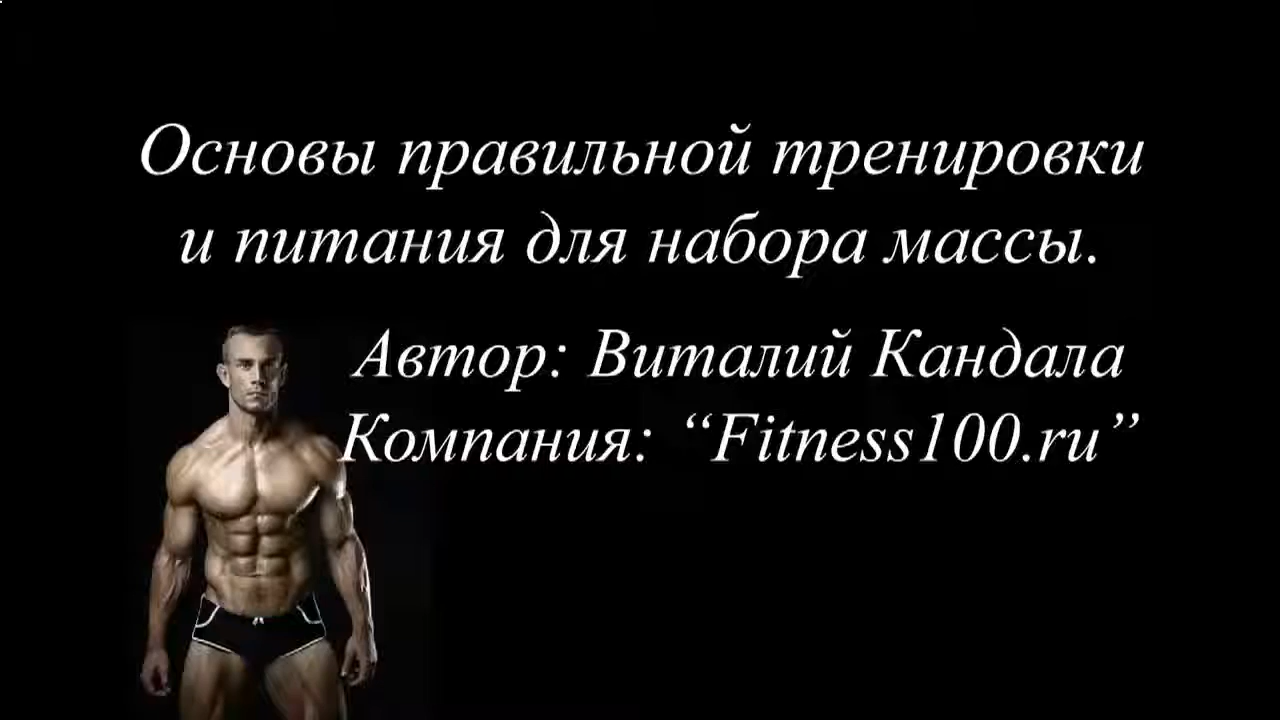 Основы правильной тренировки
и питания для набора массы.
Автор: Виталий Кандала
Компания: “Fitness100.ru”